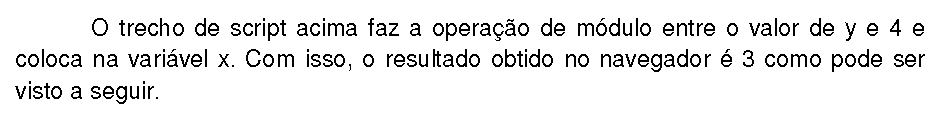 O trecho de script acima faz a operação de módulo entre o valor de y e 4 e
coloca na variável x. Com isso, o resultado obtido no navegador é 3 como pode ser
visto a seguir.